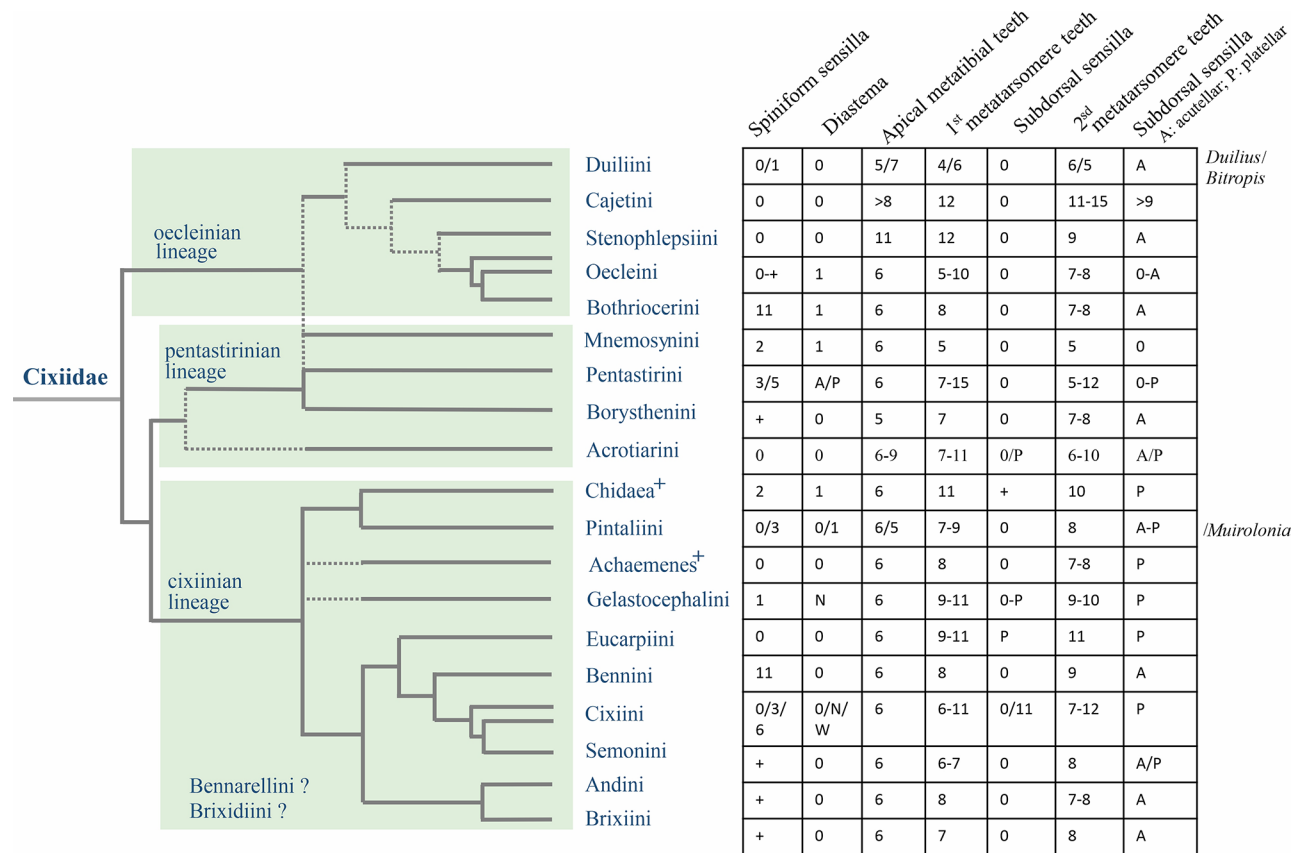 Spiniform sensilla
Diastema
Apical metatibial teeth
1st metatarsomere teeth
Subdorsal sensilla
2sd metatarsomere teeth
Subdorsal sensilla
A: acutellar; P: platellar
Cixiidae
oecleinian
lineage
pentastirinian
lineage
cixiinian
lineage
Bennarellini ?
Brixidiini ?
Duiliini
Cajetini
Stenophlepsiini
Oecleini
Bothriocerini
Mnemosynini
Pentastirini
Borysthenini
Acrotiarini
Chidaea+
Pintaliini
Achaemenes+
Gelastocephalini
Eucarpiini
Bennini
Cixiini
Semonini
Andini
Brixiini
0/1 0 5/7 4/6 0 6/5 A
0 0 >8 12 0 11-15 >9
0 0 11 12 0 9 A
0-+ 1 6 5-10 0 7-8 0-A
11 1 6 8 0 7-8 A
2 1 6 5 0 5 0
3/5 A/P 6 7-15 0 5-12 0-P
+ 0 5 7 0 7-8 A
0 0 6-9 7-11 0/P 6-10 A/P
2 1 6 11 + 10 P
0/3 0/1 6/5 7-9 0 8 A-P
0 0 6 8 0 7-8 P
1 N 6 9-11 0-P 9-10 P
0 0 6 9-11 P 11 P
11 0 6 8 0 9 A
0/3/ 0/N/ 6 6-11 0/11 7-12 P
6 W
+ 0 6 6-7 0 8 A/P
+ 0 6 8 0 7-8 A
+ 0 6 7 0 8 A
Duilius/
Bitropis
/Muirolonia